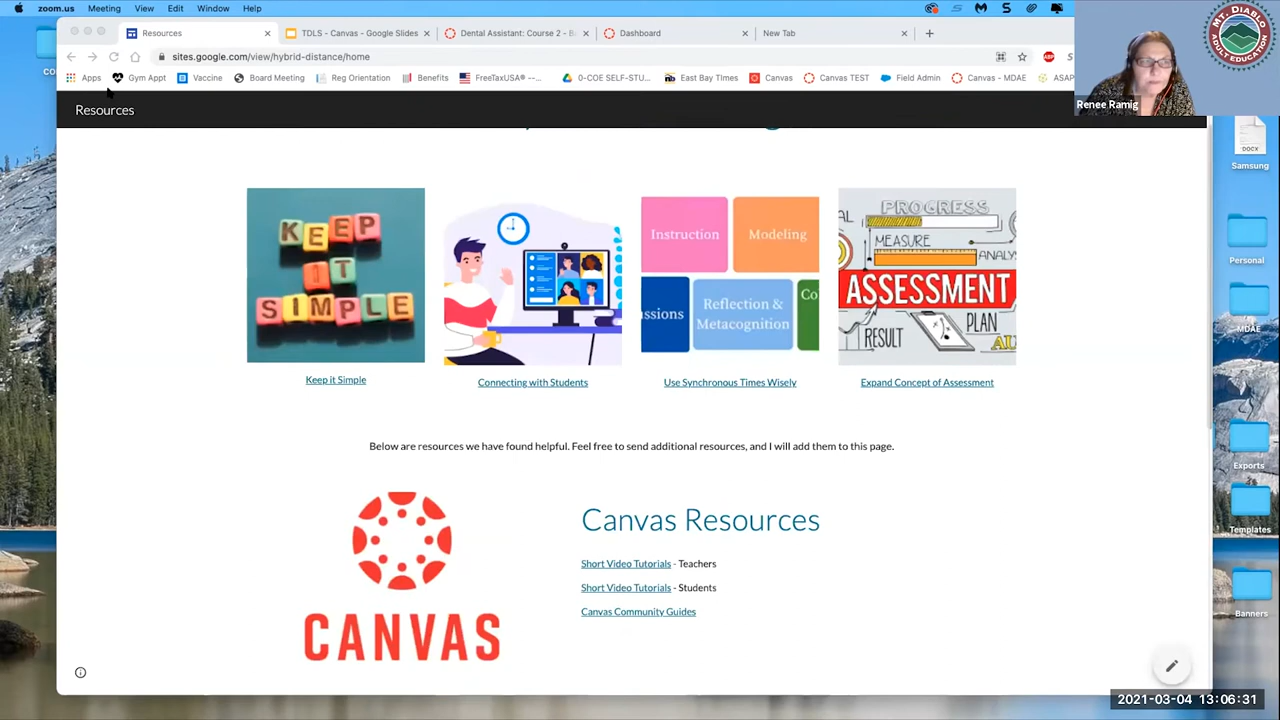 zoom.us Meeting View Edit Window Help
Resources
TDLS - Canvas - Google Slides
Dental Assistant: Course 2 - B
Dashboard
New Tab
sites.google.com/view/hybrid-distance/home
ABP
Apps
Gym Appt
Vaccine
Board Meeting
Reg Orientation
Benefits
FreeTaxUSA® --...
0-COE SELF-STU...
East Bay Times
Canvas
Canvas TEST
Field Admin
Canvas - MDAE
ASAP
Resources
MT. DIABLO
ADULT EDUCATION
Renee Ramig
DOCX
Samsung
Personal
MDAE
Exports
Templates
Banners
KEEP
IT
SIMPLE
Instruction
Modeling
ssions
Reflection &
Metacognition
Co
PROGRESS
MEASURE
ANALY
ASSESSMENT
RESULT
PLAN
Keep it Simple
Connecting with Students
Use Synchronous Times Wisely
Expand Concept of Assessment
Below are resources we have found helpful. Feel free to send additional resources, and I will add them to this page.
CANVAS
Canvas Resources
Short Video Tutorials - Teachers
Short Video Tutorials - Students
Canvas Community Guides
2021-03-04 13:06:31